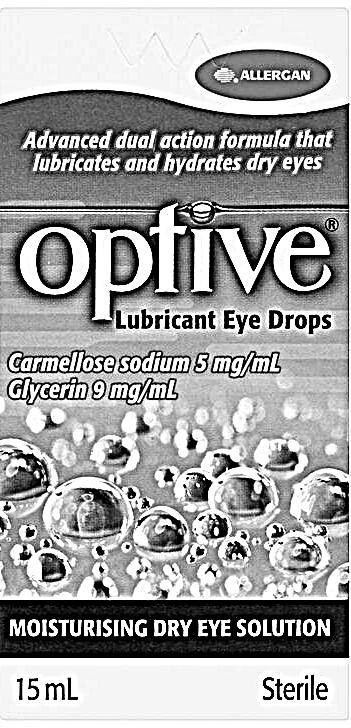 ALLERGAN
Advanced dual action formula that
lubricates and hydrates dry eyes
optive®
Lubricant Eye Drops
Carmellose sodium 5 mg/mL
Glycerin 9 mg/mL
MOISTURISING DRY EYE SOLUTION
15 mL Sterile